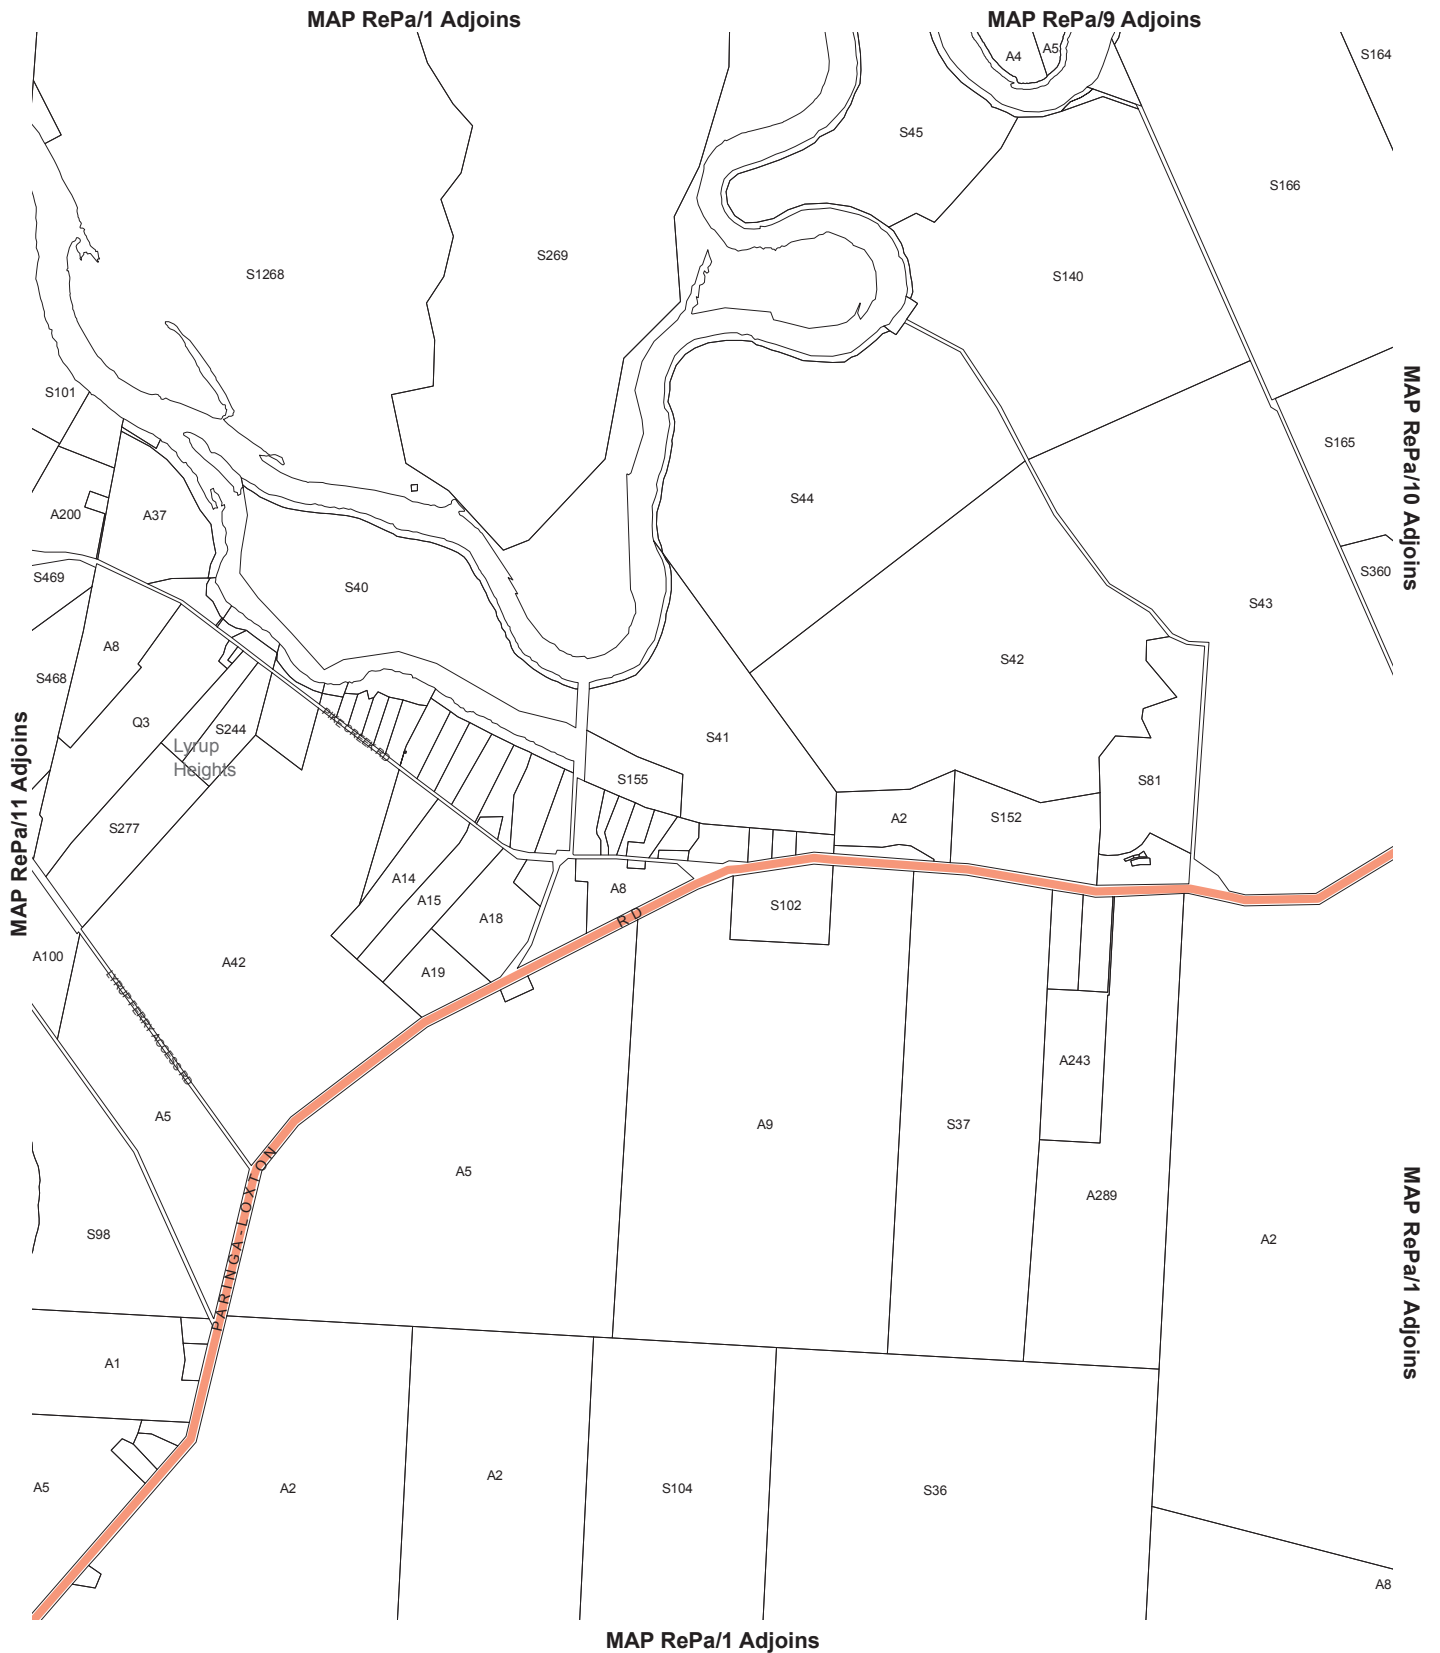 MAP RePa/1 Adjoins
MAP RePa/9 Adjoins
A4
A5
S164
S45
S166
S269
S1268
S140
S101
MAP RePa/10 Adjoins
S165
S44
A200
A37
S360
S469
S40
S43
A8
S42
S468
Q3
S244
PIKE CREEK RD
Lyrup
Heights
S41
S155
S81
MAP RePa/11 Adjoins
S277
A2
S152
A14
A8
A15
S102
A18
RD
A100
A42
A19
LYRUP FERRY ACCESS RD
A243
A5
A9
S37
A5
A289
PARINGA-LOXTON
S98
A2
MAP RePa/1 Adjoins
A1
A5
A2
A2
S104
S36
A8
MAP RePa/1 Adjoins